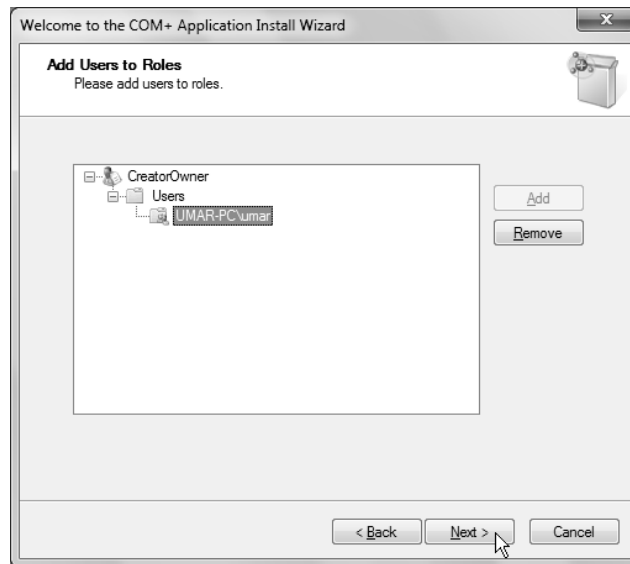 Welcome to the COM+ Application Install Wizard
Add Users to Roles
Please add users to roles.
CreatorOwner
Users
UMAR-PC\umar
Add
Remove
< Back
Next >
Cancel